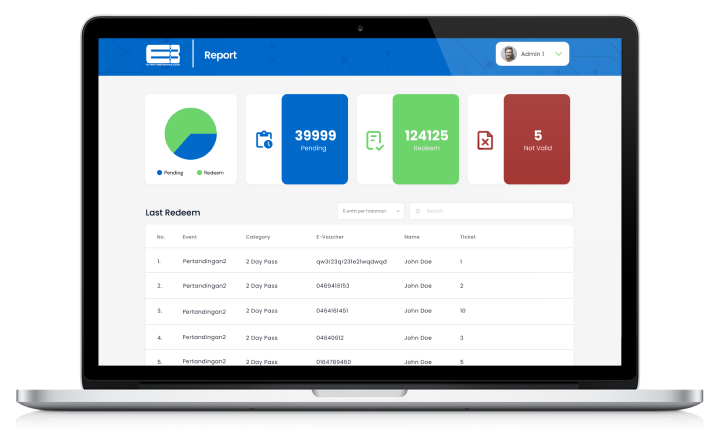 Report
Admin 1
Pending
Redeem
39999
Pending
124125
Redeem
5
Not Valid
Last Redeem
5 entri per halaman
Search
No. Event Category E-Voucher Name Ticket
1. Pertandingan2 2 Day Pass qw3r23qr231e21wqdwqd John Doe 1
2. Pertandingan2 2 Day Pass 0469416153 John Doe 2
3. Pertandingan2 2 Day Pass 0464161451 John Doe 10
4. Pertandingan2 2 Day Pass 04640612 John Doe 3
5. Pertandingan2 2 Day Pass 0164789460 John Doe 5